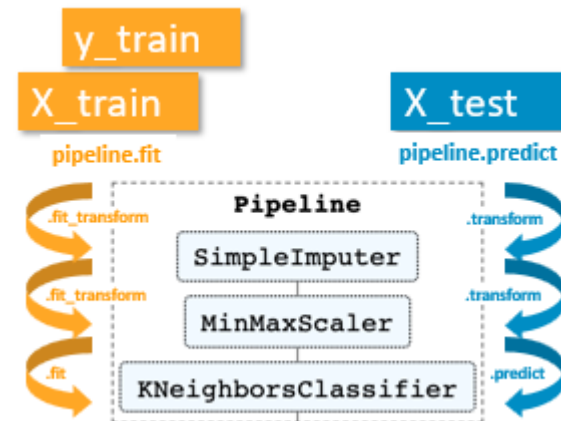 y_train
X_train
X_test
pipeline.fit
pipeline.predict
Pipeline
.fit_transform
.transform
SimpleImputer
.fit_transform
.transform
MinMaxScaler
.fit
.predict
KNeighborsClassifier